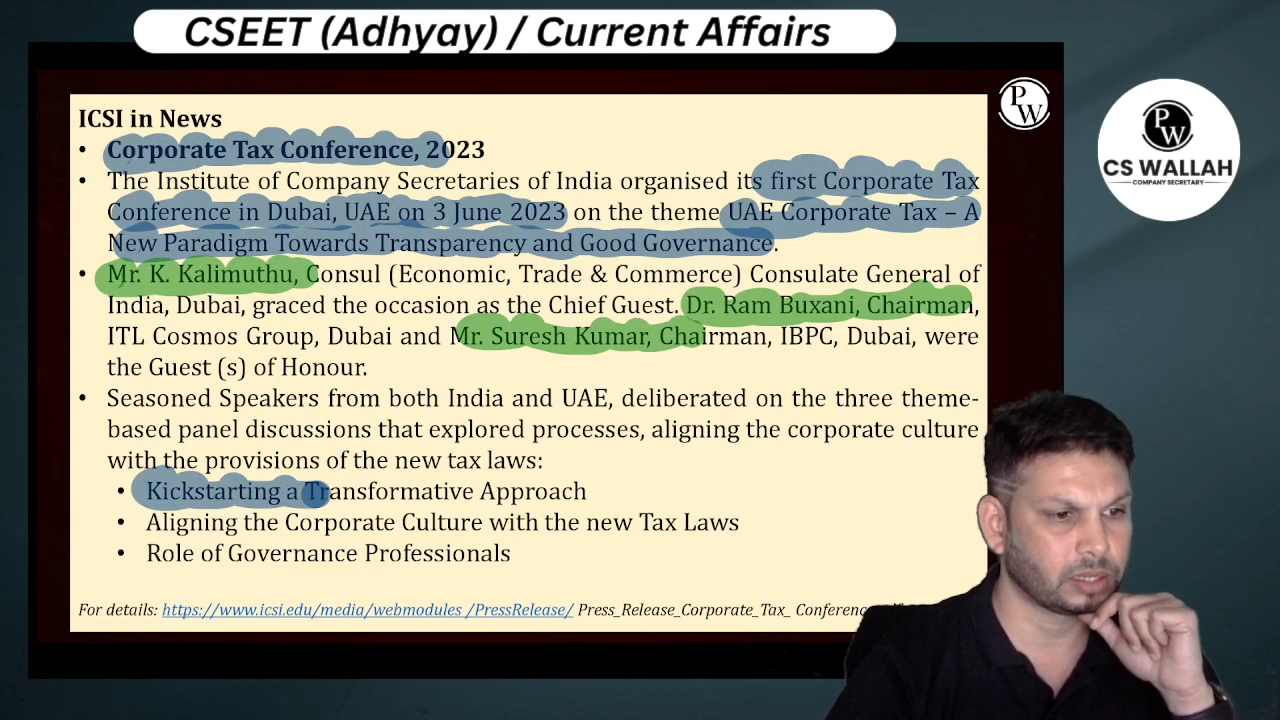 CSEET (Adhyay) / Current Affairs
ICSI in News
• Corporate Tax Conference, 2023
• The Institute of Company Secretaries of India organised its first Corporate Tax
Conference in Dubai, UAE on 3 June 2023 on the theme UAE Corporate Tax – A
New Paradigm Towards Transparency and Good Governance.
• Mr. K. Kalimuthu, Consul (Economic, Trade & Commerce) Consulate General of
India, Dubai, graced the occasion as the Chief Guest. Dr. Ram Buxani, Chairman,
ITL Cosmos Group, Dubai and Mr. Suresh Kumar, Chairman, IBPC, Dubai, were
the Guest (s) of Honour.
• Seasoned Speakers from both India and UAE, deliberated on the three theme-
based panel discussions that explored processes, aligning the corporate culture
with the provisions of the new tax laws:
• Kickstarting a Transformative Approach
• Aligning the Corporate Culture with the new Tax Laws
• Role of Governance Professionals
For details: https://www.icsi.edu/media/webmodules /PressRelease/ Press_Release_Corporate_Tax_
PW
PW
CS WALLAH
COMPANY SECRETARY